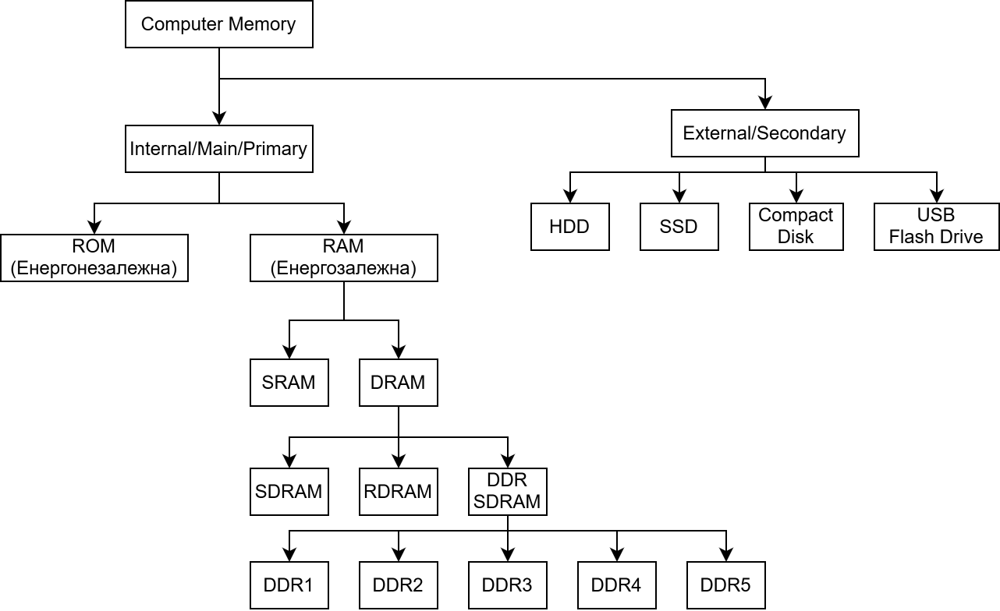 Computer Memory
Internal/Main/Primary
External/Secondary
HDD
SSD
Compact
Disk
USB
Flash Drive
ROM
(Енергонезалежна)
RAM
(Енергозалежна)
SRAM
DRAM
SDRAM
RDRAM
DDR
SDRAM
DDR1
DDR2
DDR3
DDR4
DDR5